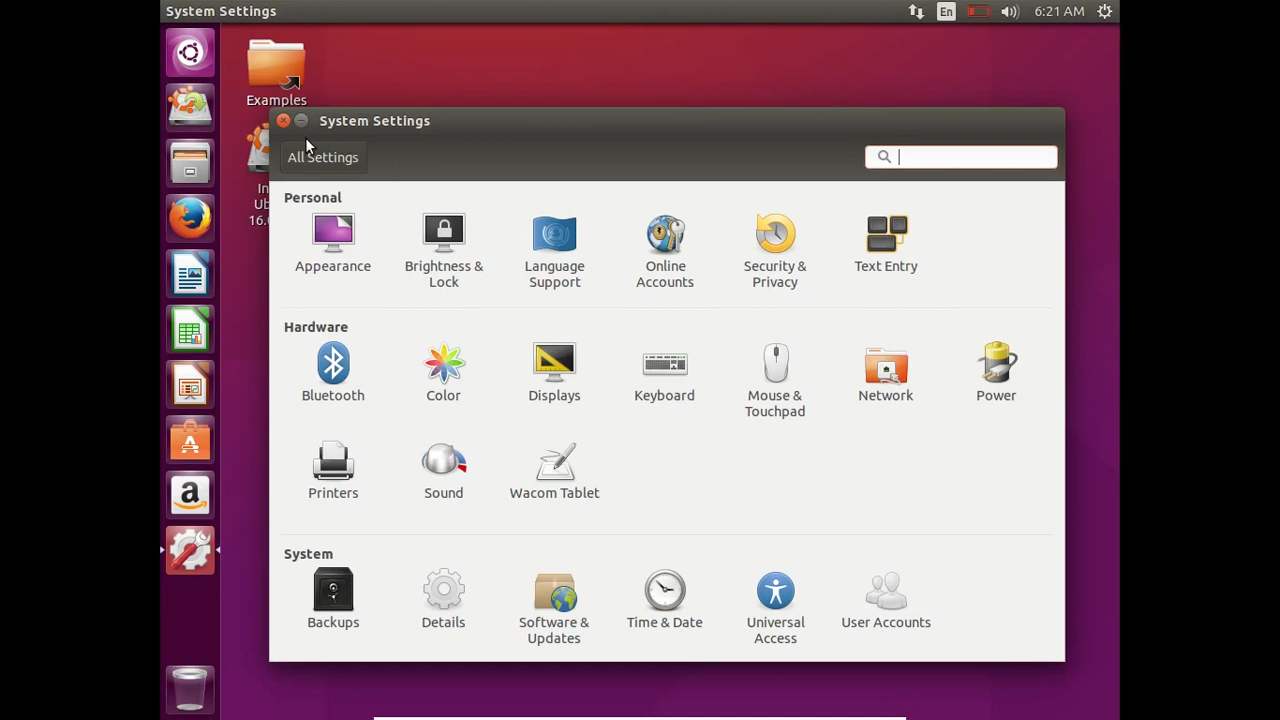 System Settings
En
6:21 AM
Examples
System Settings
All Settings
Personal
Appearance
Brightness &
Lock
Language
Support
Online
Accounts
Security &
Privacy
Text Entry
Hardware
Bluetooth
Color
Displays
Keyboard
Mouse &
Touchpad
Network
Power
Printers
Sound
Wacom Tablet
System
Backups
Details
Software &
Updates
Time & Date
Universal
Access
User Accounts